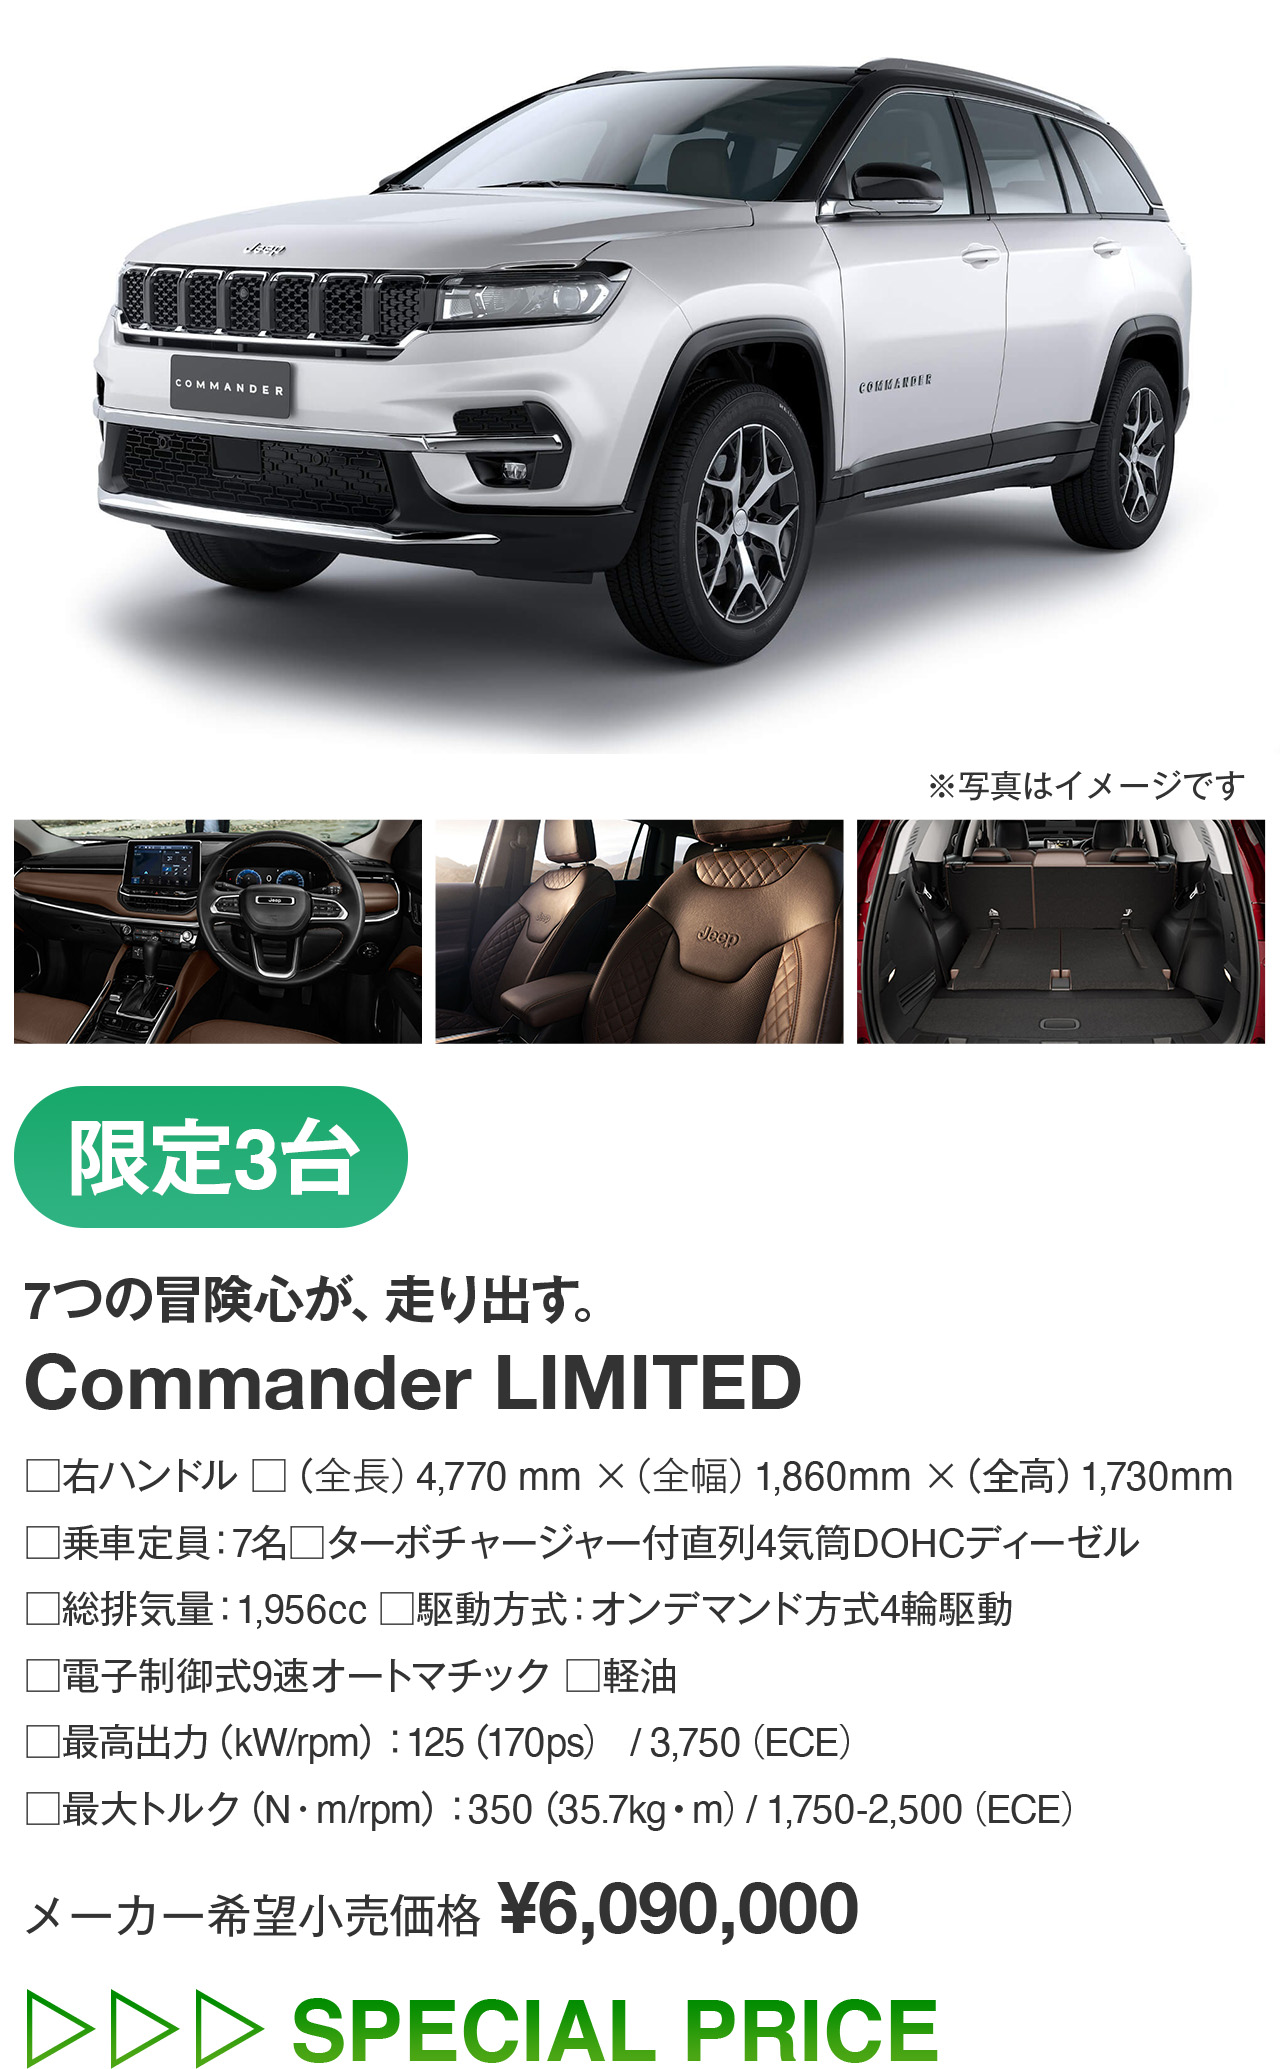 Jeep
COMMANDER
COMMANDER
※写真はイメージです
Jeep
Jeep
限定3台
7つの冒険心が、走り出す。
Commander LIMITED
□右ハンドル □（全長）4,770 mm ×（全幅）1,860mm ×（全高）1,730mm
□乗車定員：7名□ターボチャージャー付直列4気筒DOHCディーゼル
□総排気量：1,956cc □駆動方式：オンデマンド方式4輪駆動
□電子制御式9速オートマチック □軽油
□最高出力（kW/rpm）：125（170ps） / 3,750（ECE）
□最大トルク（N・m/rpm）：350（35.7kg・m）/ 1,750-2,500（ECE）
メーカー希望小売価格 ¥6,090,000
▷▷▷ SPECIAL PRICE